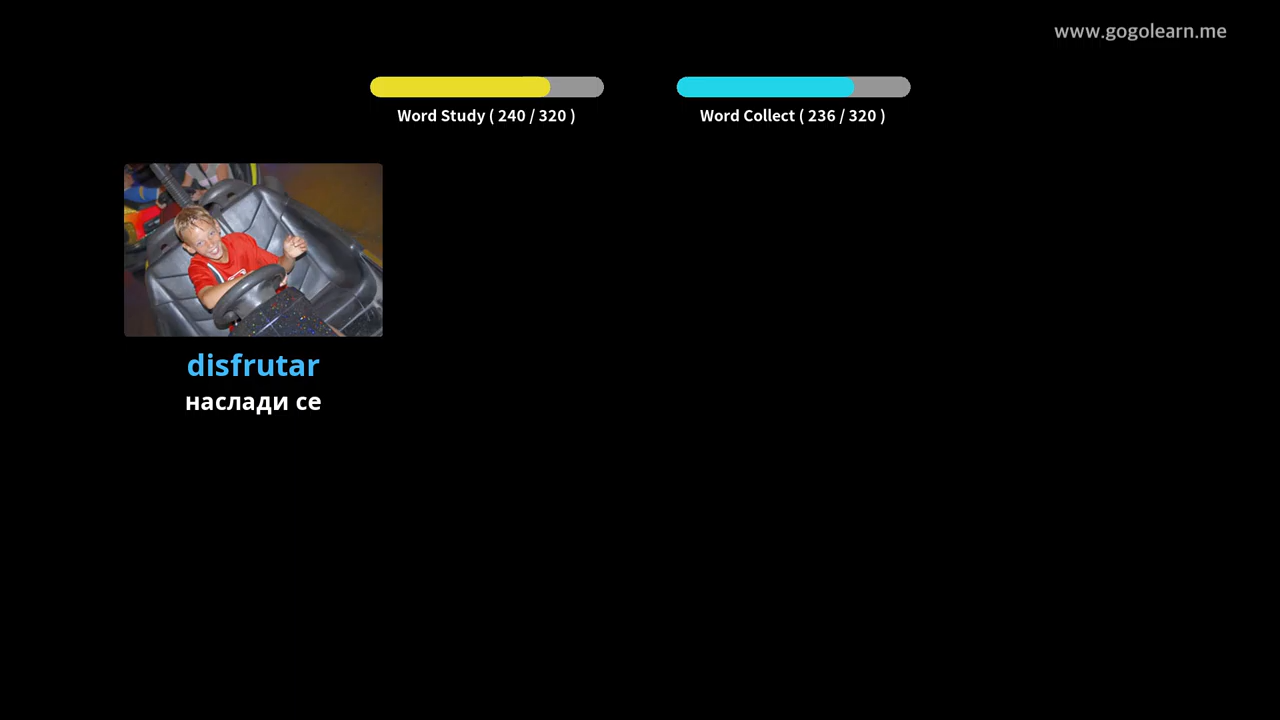 www.gogolearn.me
Word Study ( 240 / 320 )
Word Collect ( 236 / 320 )
disfrutar
наслади се